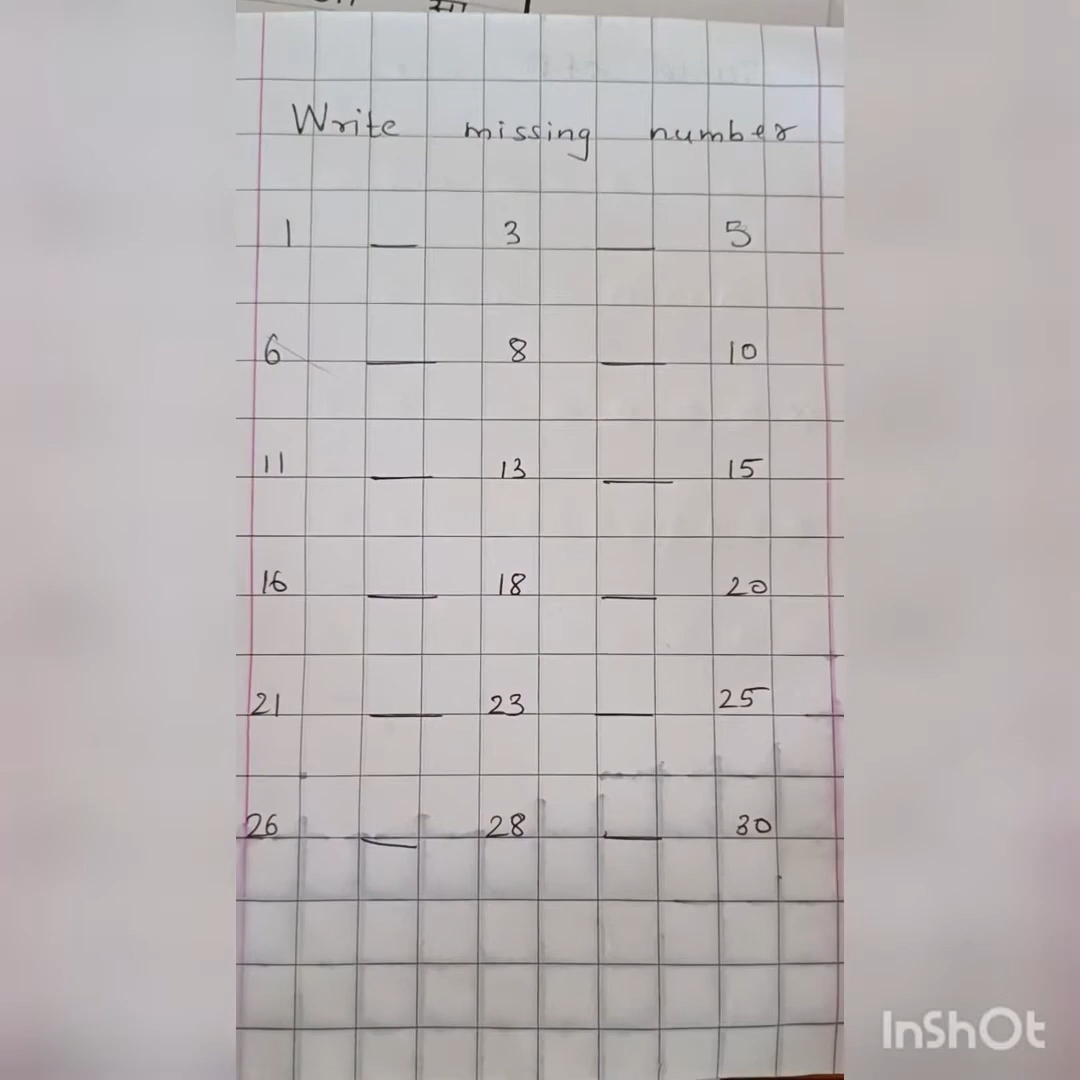 Write missing number
1 __ 3 __ 5
6 __ 8 __ 10
11 __ 13 __ 15
16 __ 18 __ 20
21 __ 23 __ 25
26 __ 28 __ 30
InShOt